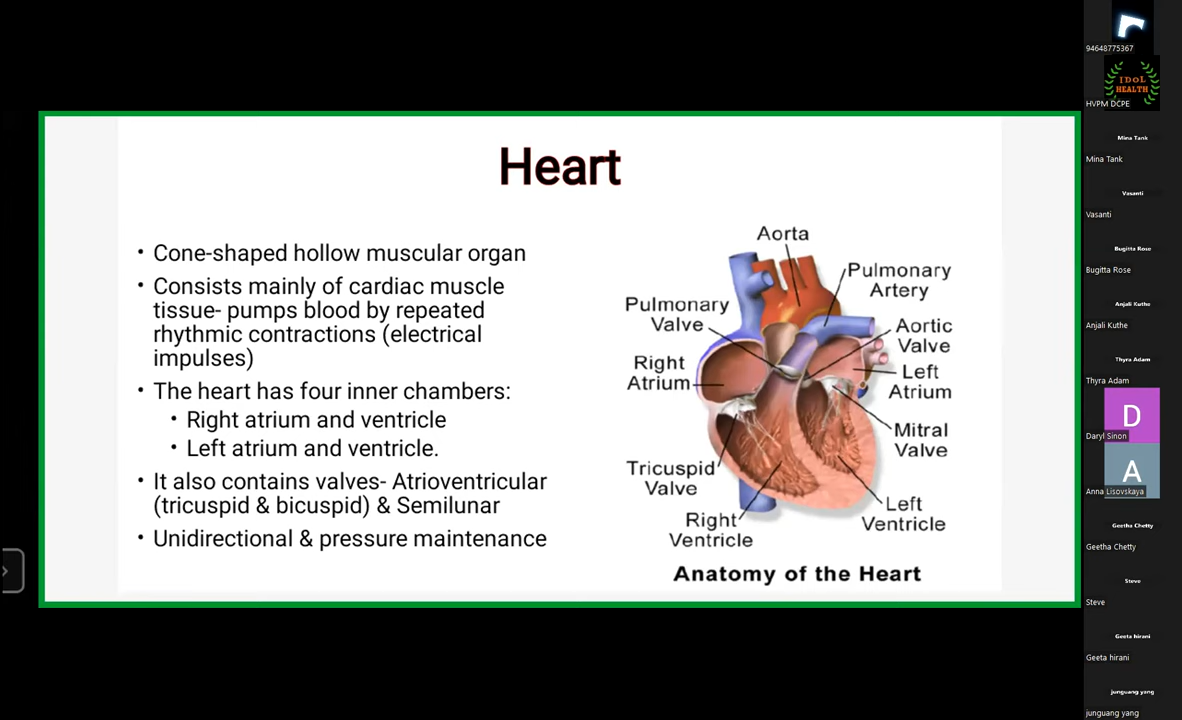 Heart
• Cone-shaped hollow muscular organ
• Consists mainly of cardiac muscle
tissue- pumps blood by repeated
rhythmic contractions (electrical
impulses)
• The heart has four inner chambers:
• Right atrium and ventricle
• Left atrium and ventricle.
• It also contains valves- Atrioventricular
(tricuspid & bicuspid) & Semilunar
• Unidirectional & pressure maintenance
Aorta
Pulmonary
Artery
Pulmonary
Valve
Aortic
Valve
Right
Atrium
Left
Atrium
Mitral
Valve
Tricuspid
Valve
Left
Ventricle
Right
Ventricle
Anatomy of the Heart
94648775367
IDOL
HEALTH
HVPM DCPE
Mina Tank
Mina Tank
Vasanti
Vasanti
Bugitta Rose
Bugitta Rose
Anjali Kuthe
Anjali Kuthe
Thyra Adam
Thyra Adam
D
Daryl Sinon
A
Anna Lisovskaya
Geetha Chetty
Geetha Chetty
Steve
Steve
Geeta hirani
Geeta hirani
junguang yang
junguang yang